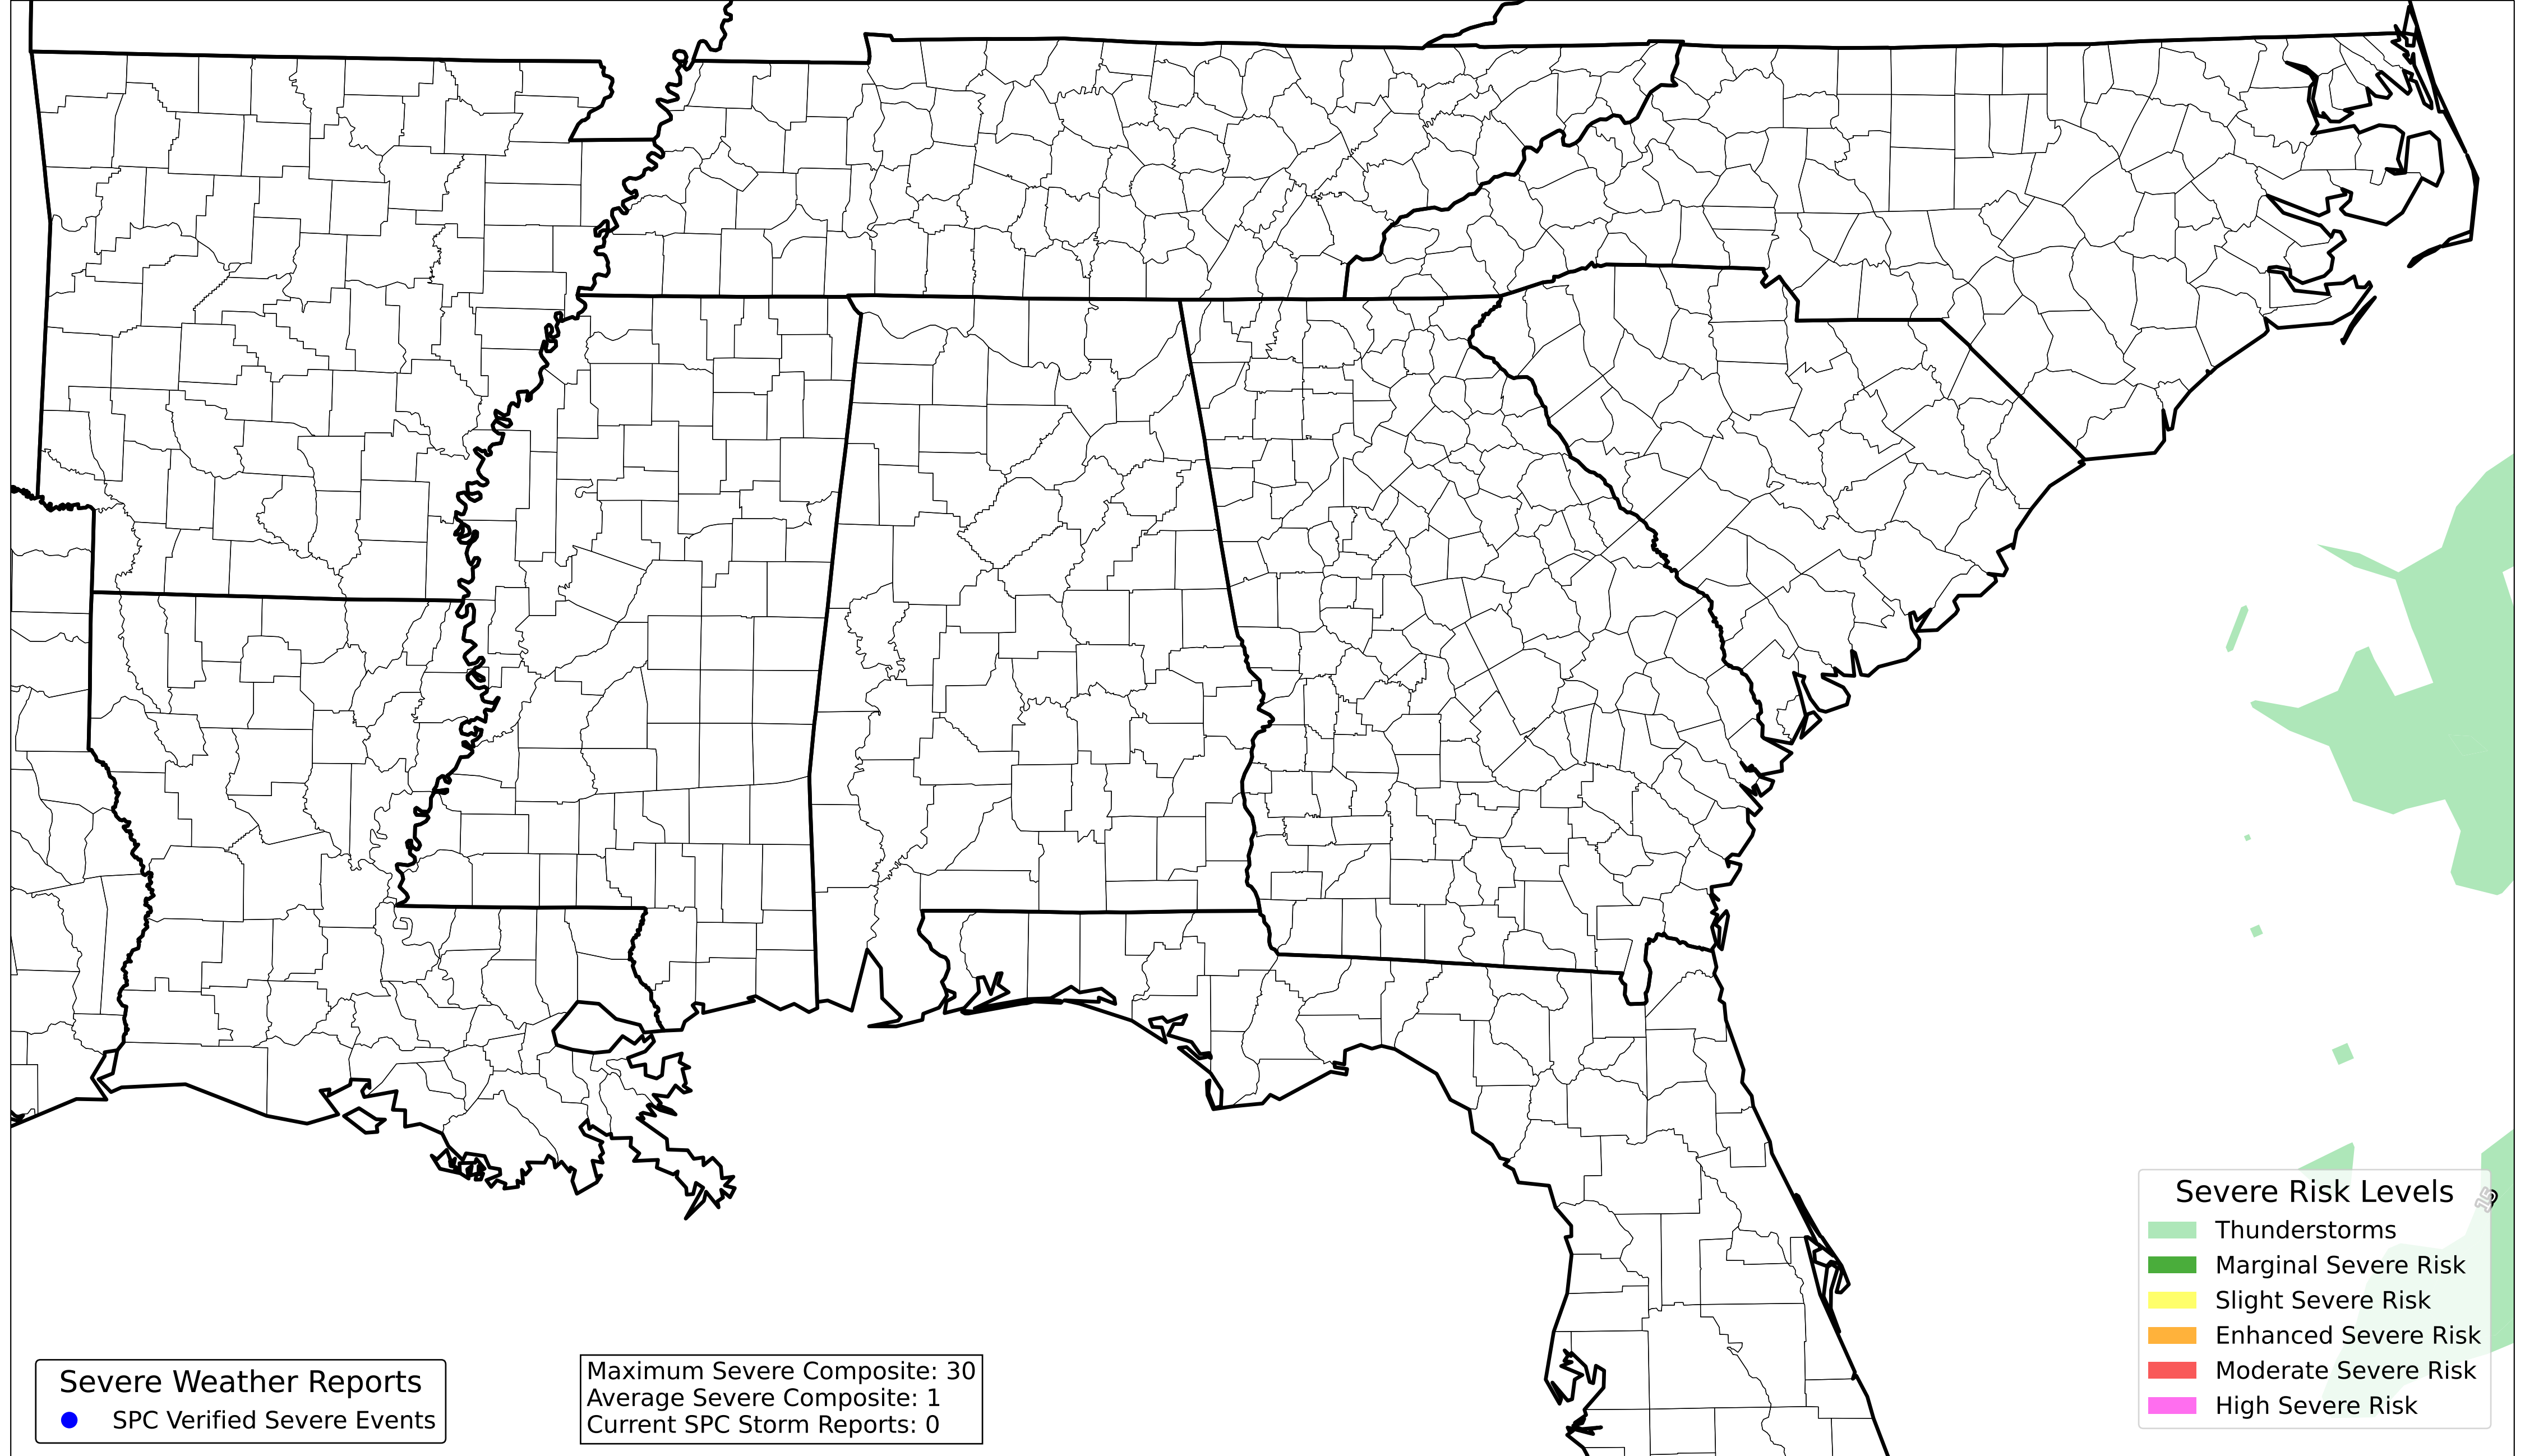 15
Severe Risk Levels
Thunderstorms
Marginal Severe Risk
Slight Severe Risk
Enhanced Severe Risk
Moderate Severe Risk
High Severe Risk
Severe Weather Reports
SPC Verified Severe Events
Maximum Severe Composite: 30
Average Severe Composite: 1
Current SPC Storm Reports: 0